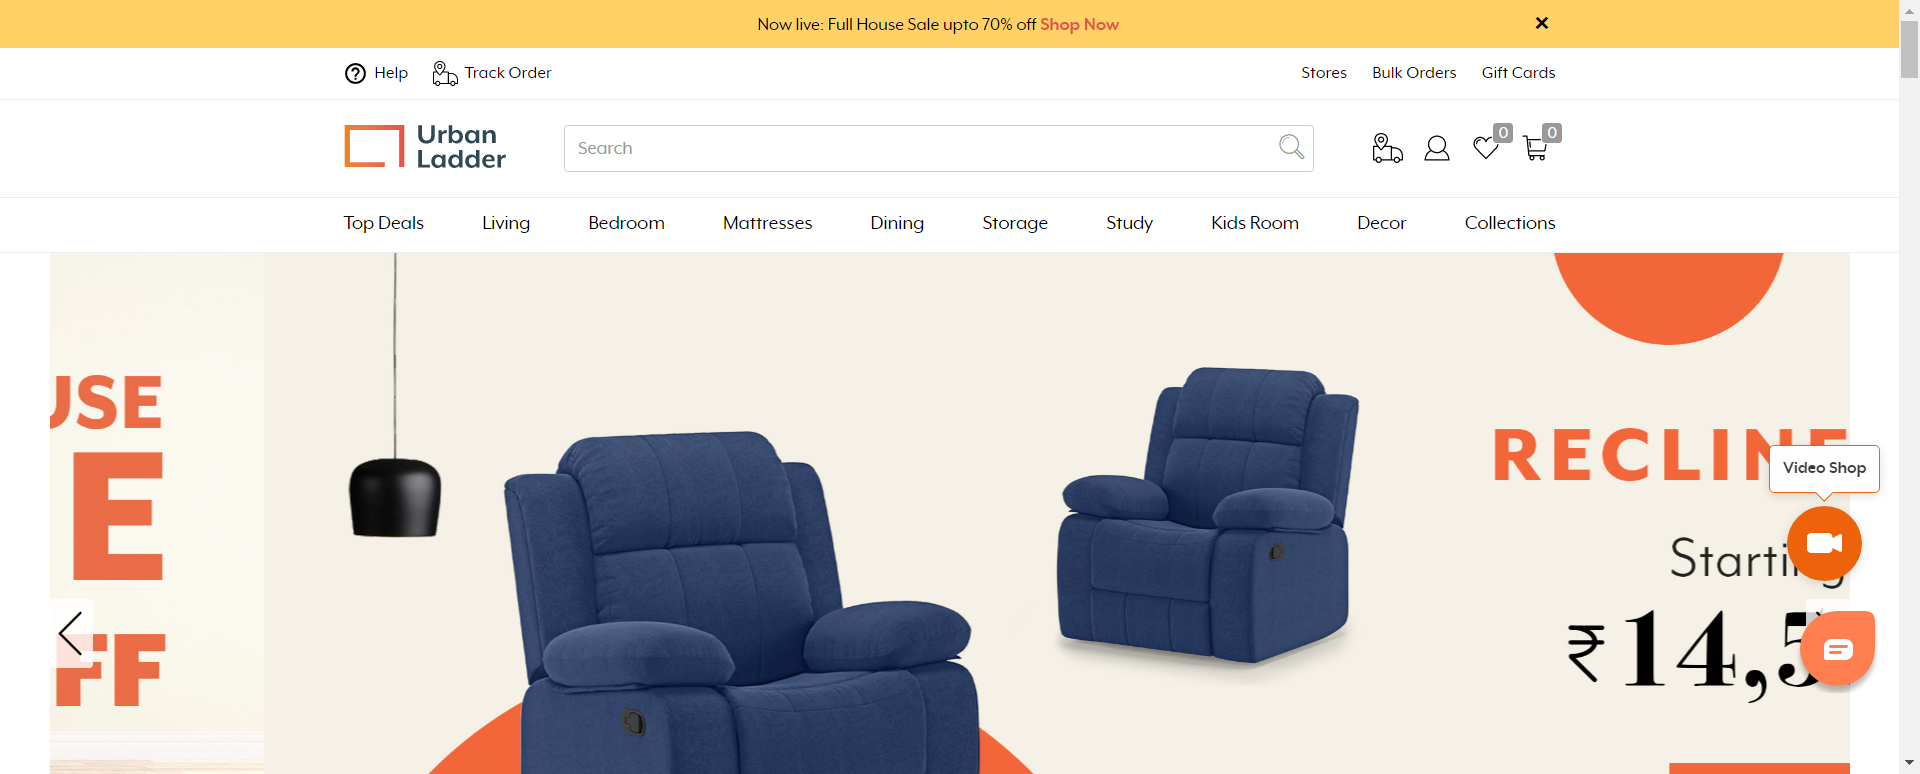 Now live: Full House Sale upto 70% off Shop Now
Help
Track Order
Stores
Bulk Orders
Gift Cards
Urban
Ladder
Search
0
0
Top Deals
Living
Bedroom
Mattresses
Dining
Storage
Study
Kids Room
Decor
Collections
USE
E
FF
RECLINE
Video Shop
Starting
₹14,5